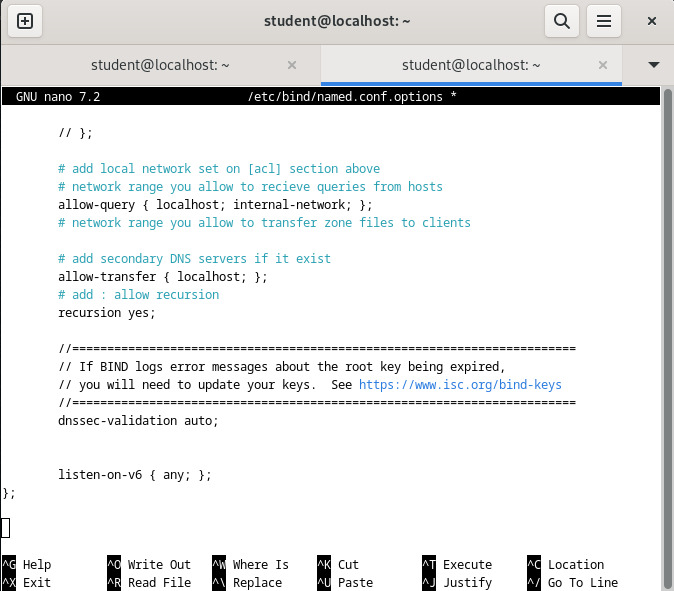 student@localhost: ~
student@localhost: ~
student@localhost: ~
GNU nano 7.2 /etc/bind/named.conf.options *
// };
# add local network set on [acl] section above
# network range you allow to recieve queries from hosts
allow-query { localhost; internal-network; };
# network range you allow to transfer zone files to clients
# add secondary DNS servers if it exist
allow-transfer { localhost; };
# add : allow recursion
recursion yes;
//========================================================================
// If BIND logs error messages about the root key being expired,
// you will need to update your keys.  See https://www.isc.org/bind-keys
//========================================================================
dnssec-validation auto;
listen-on-v6 { any; };
};
^G Help ^O Write Out ^W Where Is ^K Cut ^T Execute ^C Location
^X Exit ^R Read File ^\ Replace ^U Paste ^J Justify ^/ Go To Line